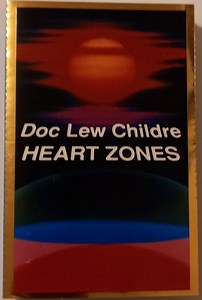 Doc Lew Childre
HEART ZONES